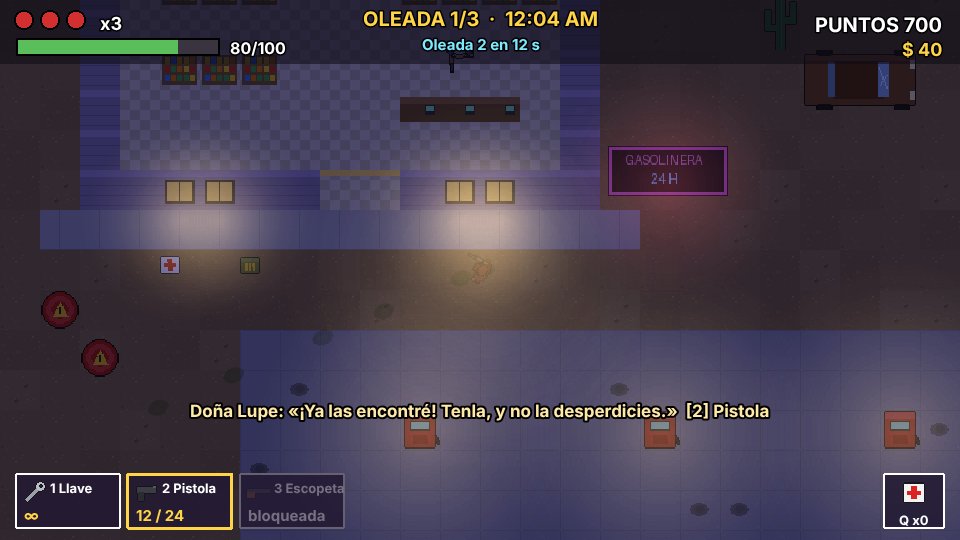 x3
80/100
OLEADA 1/3 · 12:04 AM
Oleada 2 en 12 s
PUNTOS 700
$ 40
GASOLINERA
24H
Doña Lupe: «¡Ya las encontré! Tenla, y no la desperdicies.» [2] Pistola
1 Llave
∞
2 Pistola
12 / 24
3 Escopeta
bloqueada
Q x0